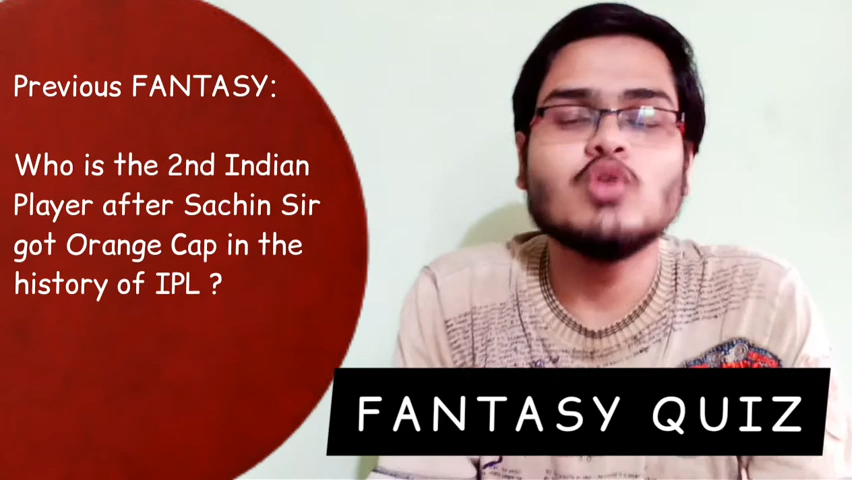 Previous FANTASY:
Who is the 2nd Indian
Player after Sachin Sir
got Orange Cap in the
history of IPL ?
FANTASY QUIZ